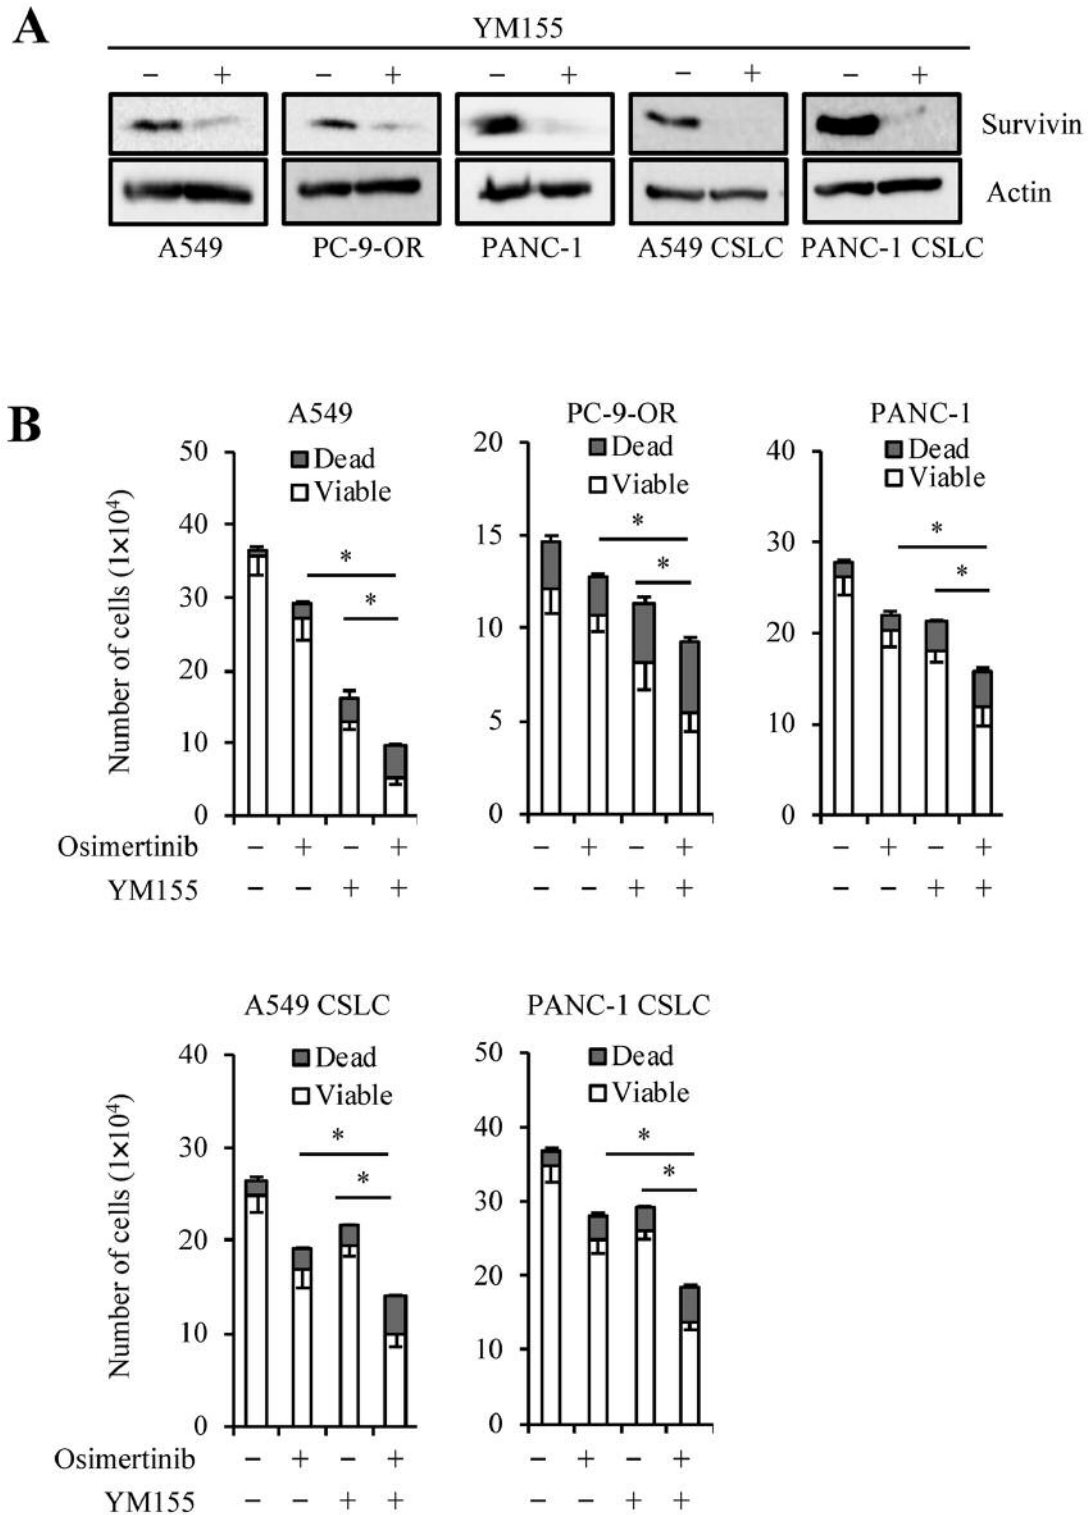 A
YM155
− + − + − + − + − +
Survivin
Actin
A549 PC-9-OR PANC-1 A549 CSLC PANC-1 CSLC
B
A549
Dead
Viable
Number of cells (1×10⁴)
50
40
30
20
10
0
*
*
PC-9-OR
Dead
Viable
20
15
10
5
0
*
*
PANC-1
Dead
Viable
40
30
20
10
0
*
*
Osimertinib − + − + − + − + − + − +
YM155 − − + + − − + + − − + +
A549 CSLC
Dead
Viable
Number of cells (1×10⁴)
40
30
20
10
0
*
*
PANC-1 CSLC
Dead
Viable
50
40
30
20
10
0
*
*
Osimertinib − + − + − + − +
YM155 − − + + − − + +